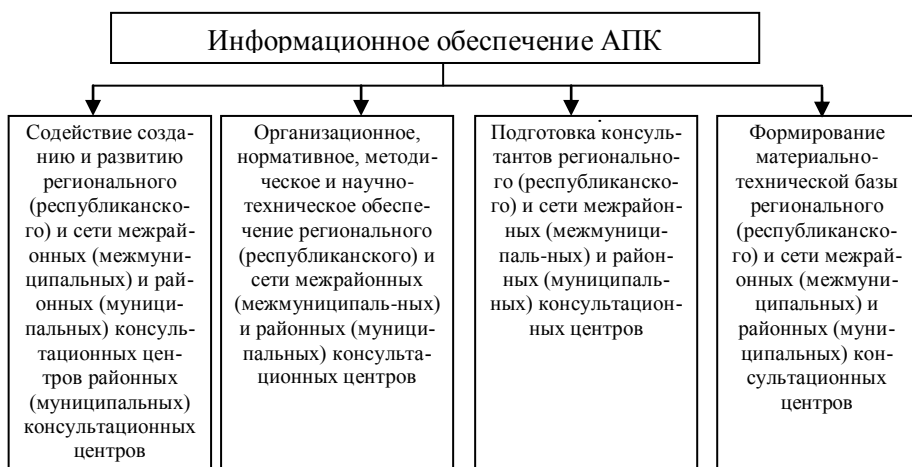 Информационное обеспечение АПК
Содействие созда-
нию и развитию
регионального
(республиканско-
го) и сети межрай-
онных (межмуни-
ципальных) и рай-
онных (муници-
пальных) консуль-
тационных цен-
тров районных
(муниципальных)
консультационных
центров
Организационное,
нормативное, методи-
ческое и научно-
техническое обеспе-
чение регионального
(республиканского) и
сети межрайонных
(межмуниципаль-ных)
и районных (муници-
пальных) консульта-
ционных центров
Подготовка консуль-
тантов регионально-
го (республиканско-
го) и сети межрайон-
ных (межмуници-
паль-ных) и район-
ных (муниципаль-
ных) консультацион-
ных центров
Формирование
материально-
технической базы
регионального
(республиканско-
го) и сети межрай-
онных (межмуни-
ципальных) и
районных (муни-
ципальных) кон-
сультационных
центров